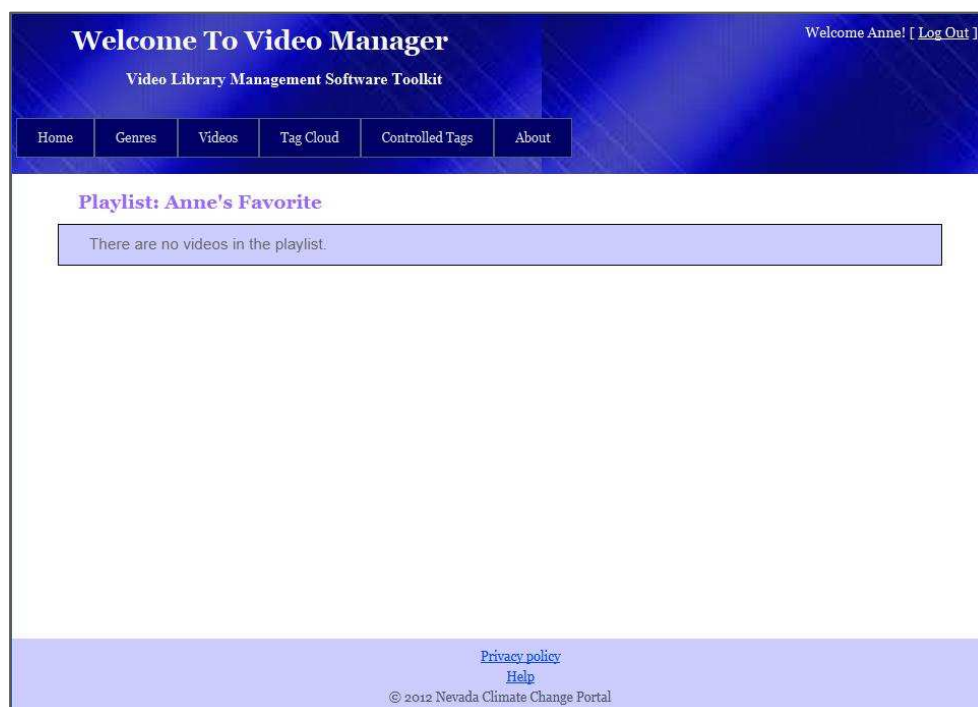 Welcome To Video Manager
Welcome Anne! [ Log Out ]
Video Library Management Software Toolkit
Home Genres Videos Tag Cloud Controlled Tags About
Playlist: Anne's Favorite
There are no videos in the playlist.
Privacy policy
Help
© 2012 Nevada Climate Change Portal